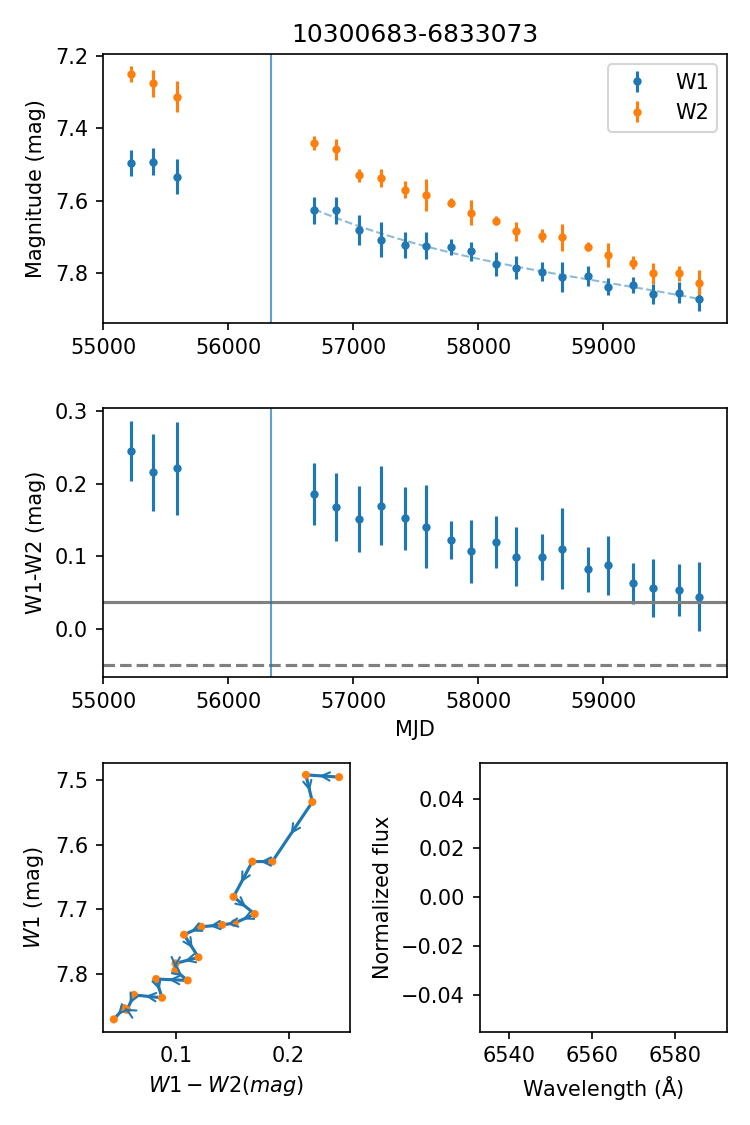 10300683-6833073
Magnitude (mag)
7.2
7.4
7.6
7.8
W1
W2
55000 56000 57000 58000 59000
W1-W2 (mag)
0.3
0.2
0.1
0.0
55000 56000 57000 58000 59000
MJD
W1 (mag)
7.5
7.6
7.7
7.8
0.1 0.2
W1 − W2(mag)
Normalized flux
0.04
0.02
0.00
−0.02
−0.04
6540 6560 6580
Wavelength (Å)